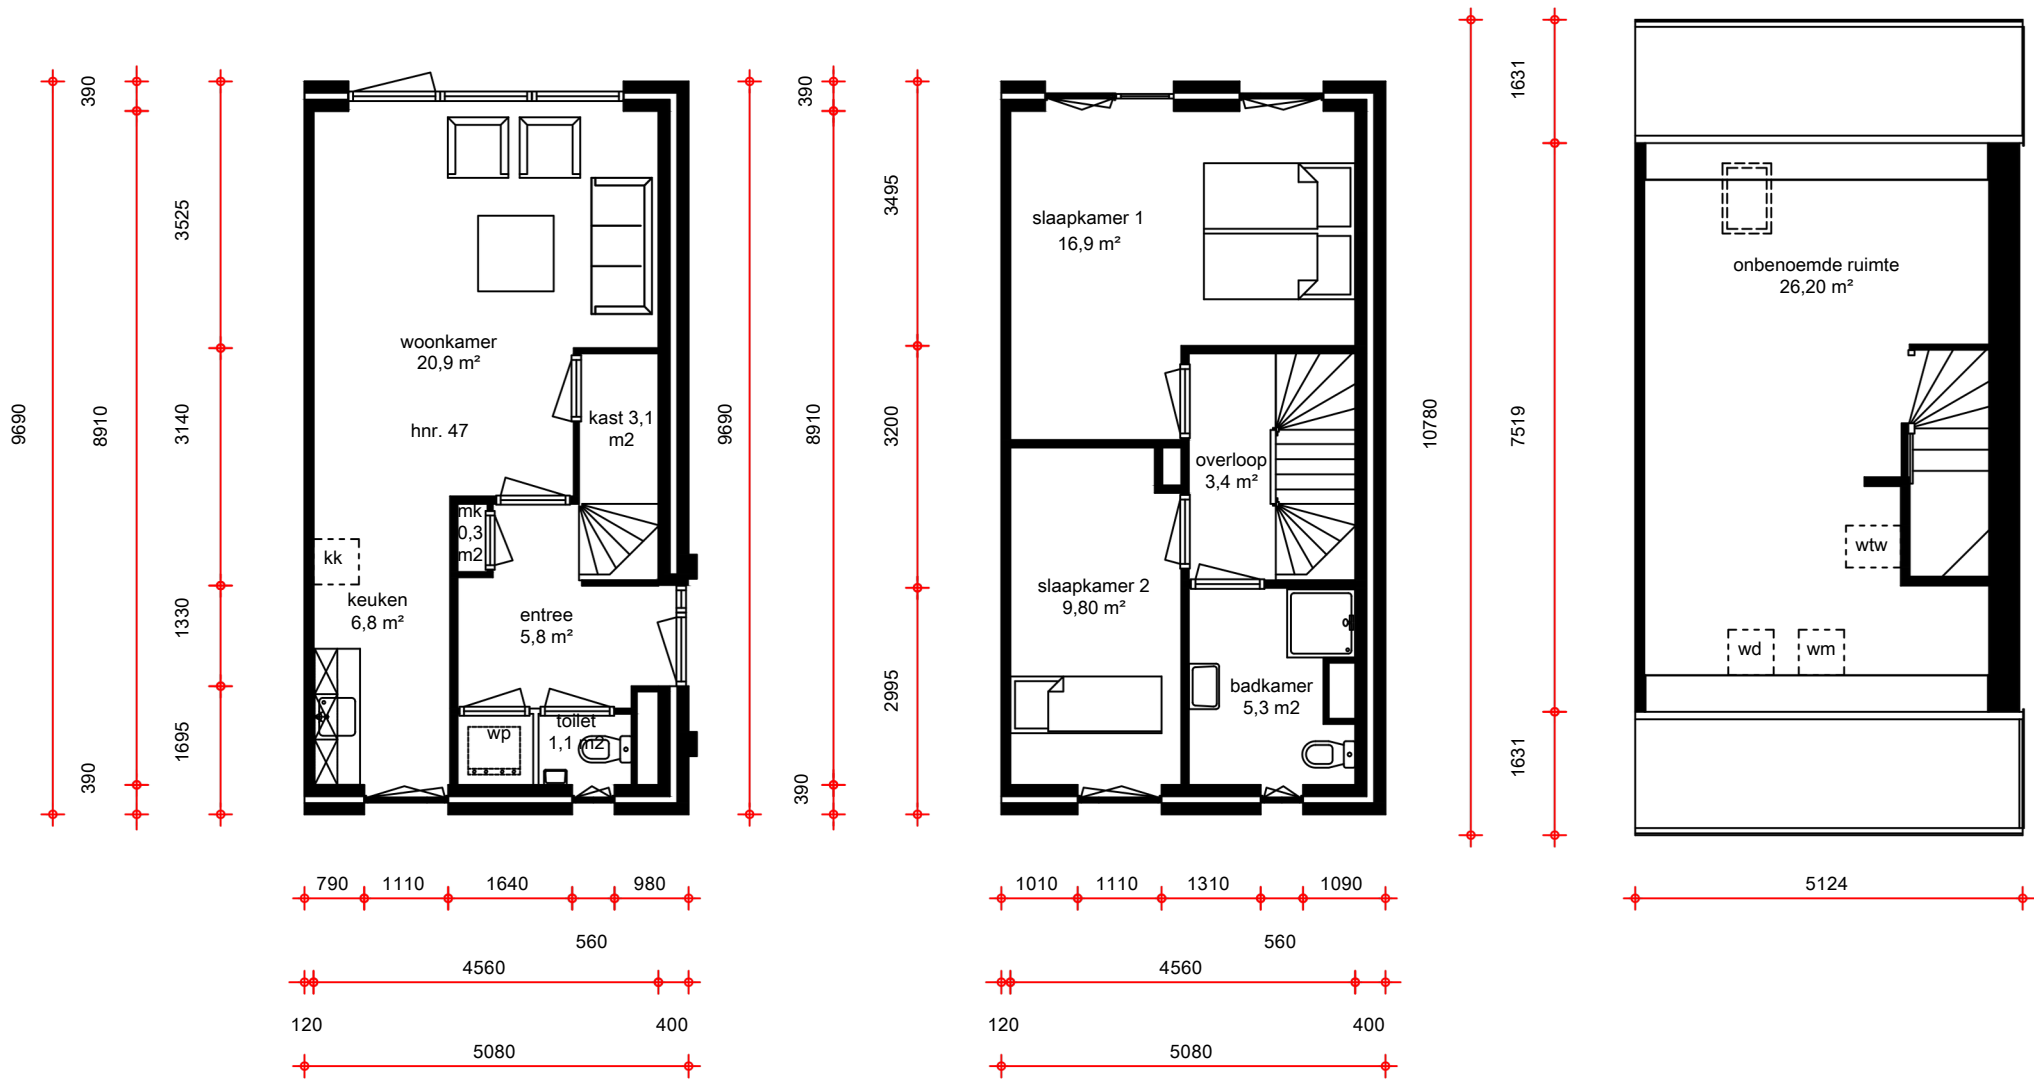 390
3525
3140
1330
1695
390
8910
9690
woonkamer
20,9 m²
hnr. 47
kast 3,1
m2
mk
0,3
m2
kk
keuken
6,8 m²
entree
5,8 m²
wp
toilet
1,1 m2
790
1110
1640
980
560
4560
120
400
5080
390
3495
3200
2995
390
8910
9690
slaapkamer 1
16,9 m²
overloop
3,4 m²
slaapkamer 2
9,80 m²
badkamer
5,3 m2
1010
1110
1310
1090
560
4560
120
400
5080
1631
7519
1631
10780
onbenoemde ruimte
26,20 m²
wtw
wd
wm
5124